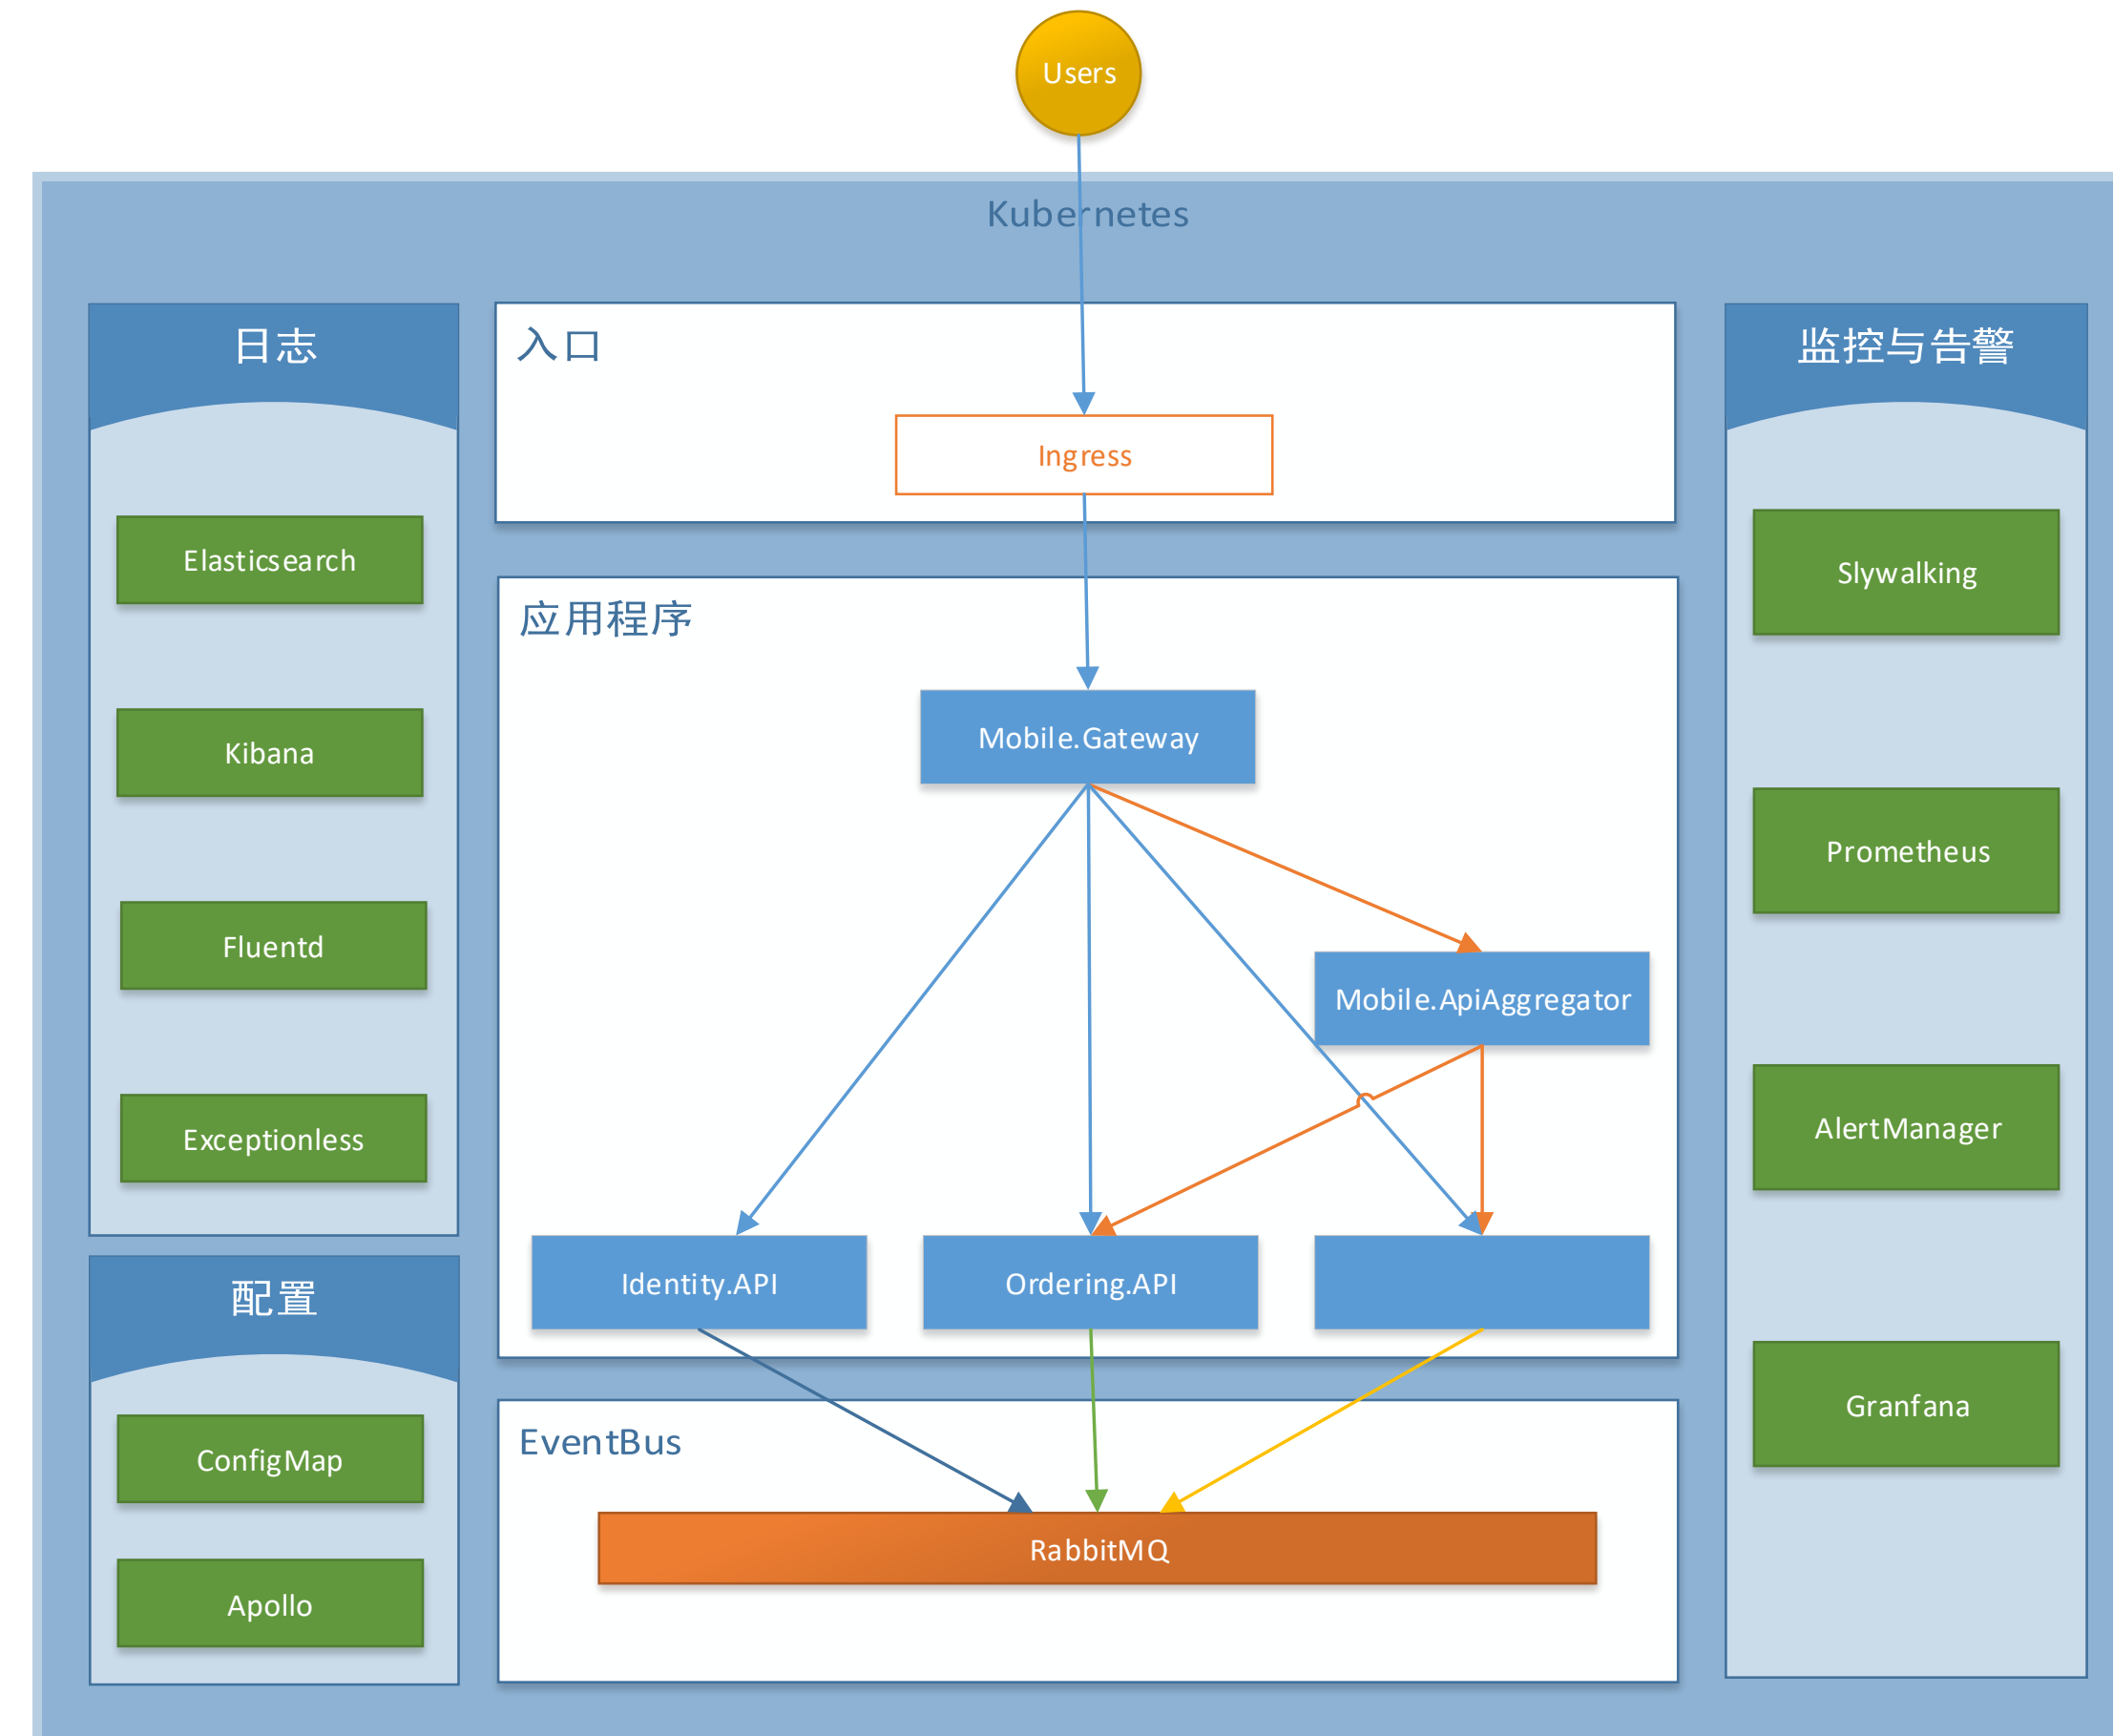 Users
Kubernetes
日志
Elasticsearch
Kibana
Fluentd
Exceptionless
配置
ConfigMap
Apollo
入口
Ingress
应用程序
Mobile.Gateway
Mobile.ApiAggregator
Identity.API
Ordering.API
EventBus
RabbitMQ
监控与告警
Slywalking
Prometheus
AlertManager
Granfana